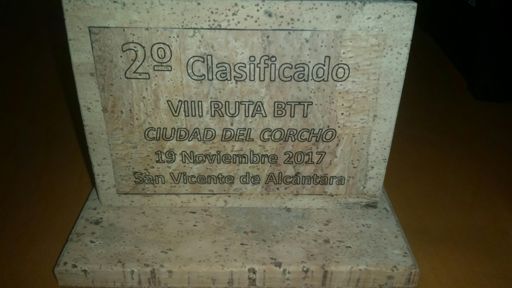 2º Clasificado
VIII RUTA BTT
CIUDAD DEL CORCHO
19 Noviembre 2017
San Vicente de Alcántara